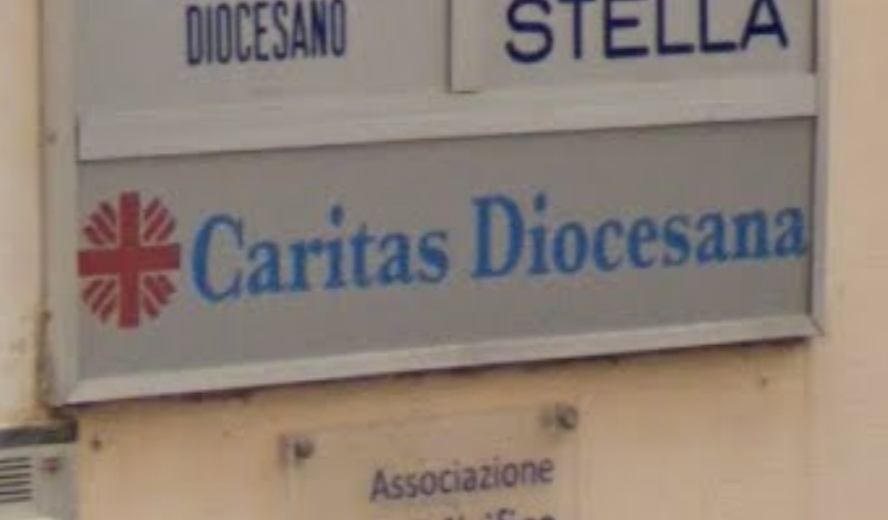 DIOCESANO
STELLA
Caritas Diocesana
Associazione